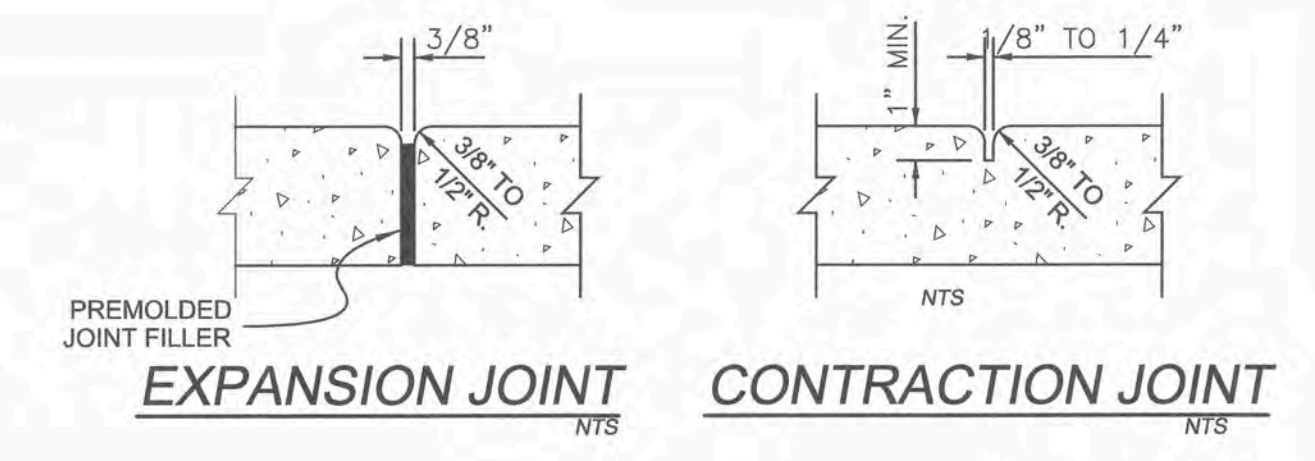 3/8"
3/8" TO
1/2" R.
PREMOLDED
JOINT FILLER
EXPANSION JOINT
NTS
1" MIN.
1/8" TO 1/4"
3/8" TO
1/2" R.
NTS
CONTRACTION JOINT
NTS